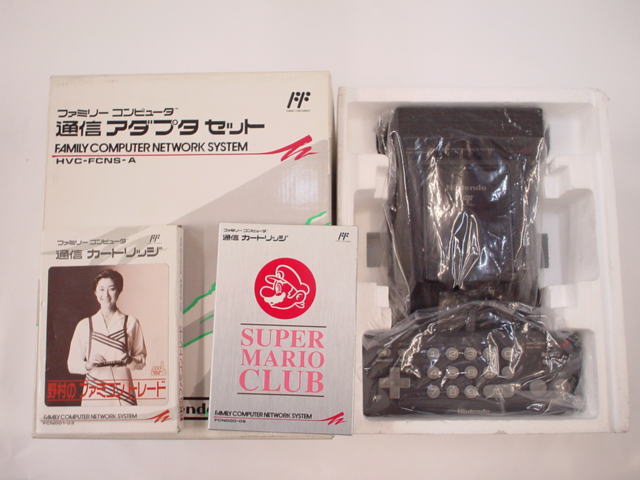 ファミリー コンピュータ™
通信 アダプタ セット
FAMILY COMPUTER NETWORK SYSTEM
HVC-FCNS-A
ファミリー コンピュータ
通信 カートリッジ
野村のファミコントレード
FAMILY COMPUTER NETWORK SYSTEM
ファミリー コンピュータ
通信 カートリッジ
SUPER
MARIO
CLUB
FAMILY COMPUTER NETWORK SYSTEM
Nintendo
Nintendo